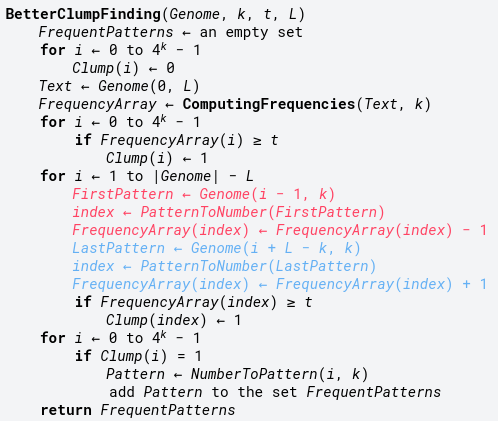 BetterClumpFinding(Genome, k, t, L)
FrequentPatterns ← an empty set
for i ← 0 to 4ᵏ - 1
Clump(i) ← 0
Text ← Genome(0, L)
FrequencyArray ← ComputingFrequencies(Text, k)
for i ← 0 to 4ᵏ - 1
if FrequencyArray(i) ≥ t
Clump(i) ← 1
for i ← 1 to |Genome| - L
FirstPattern ← Genome(i - 1, k)
index ← PatternToNumber(FirstPattern)
FrequencyArray(index) ← FrequencyArray(index) - 1
LastPattern ← Genome(i + L - k, k)
index ← PatternToNumber(LastPattern)
FrequencyArray(index) ← FrequencyArray(index) + 1
if FrequencyArray(index) ≥ t
Clump(index) ← 1
for i ← 0 to 4ᵏ - 1
if Clump(i) = 1
Pattern ← NumberToPattern(i, k)
add Pattern to the set FrequentPatterns
return FrequentPatterns